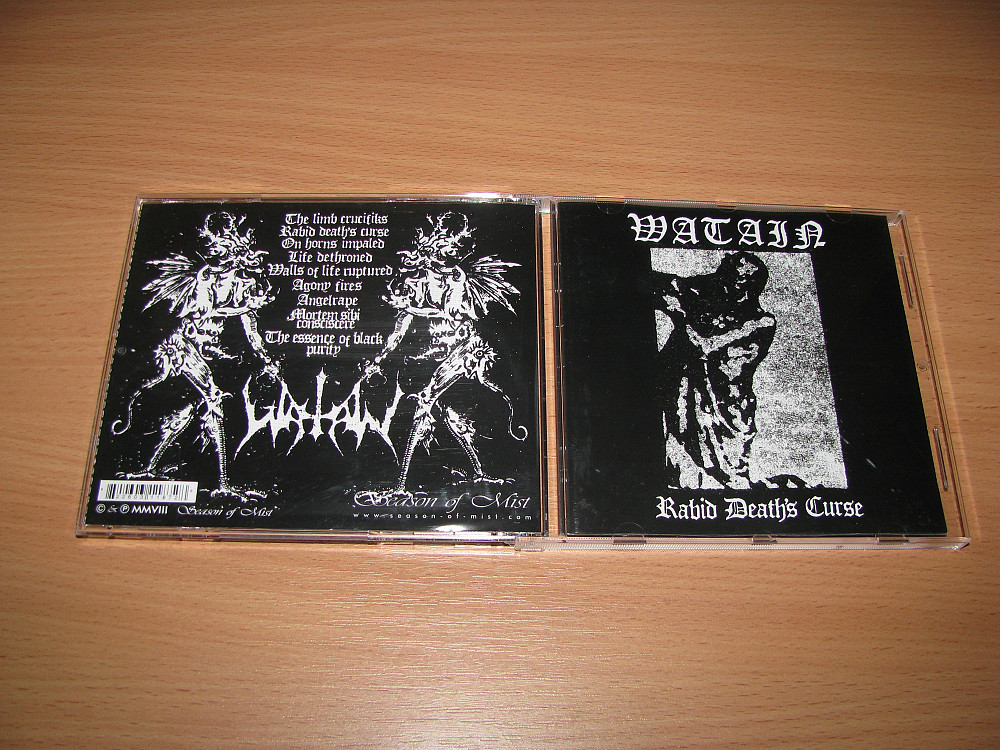 The limb crucifiks
Rabid death's curse
On horns impaled
Life dethroned
Walls of life ruptured
Agony fires
Angelrape
Mortem sibi
consciscere
The essence of black
purity
WATAIN
© & ℗ MMVIII Season of Mist
Season of Mist
www.season-of-mist.com
WATAIN
Rabid Death's Curse